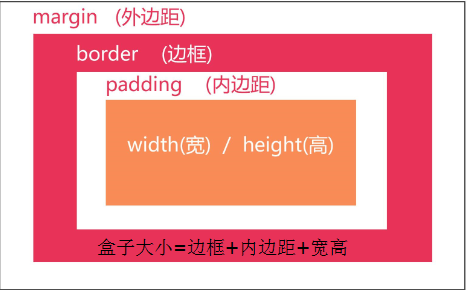 margin (外边距)
border (边框)
padding (内边距)
width(宽) / height(高)
盒子大小=边框+内边距+宽高